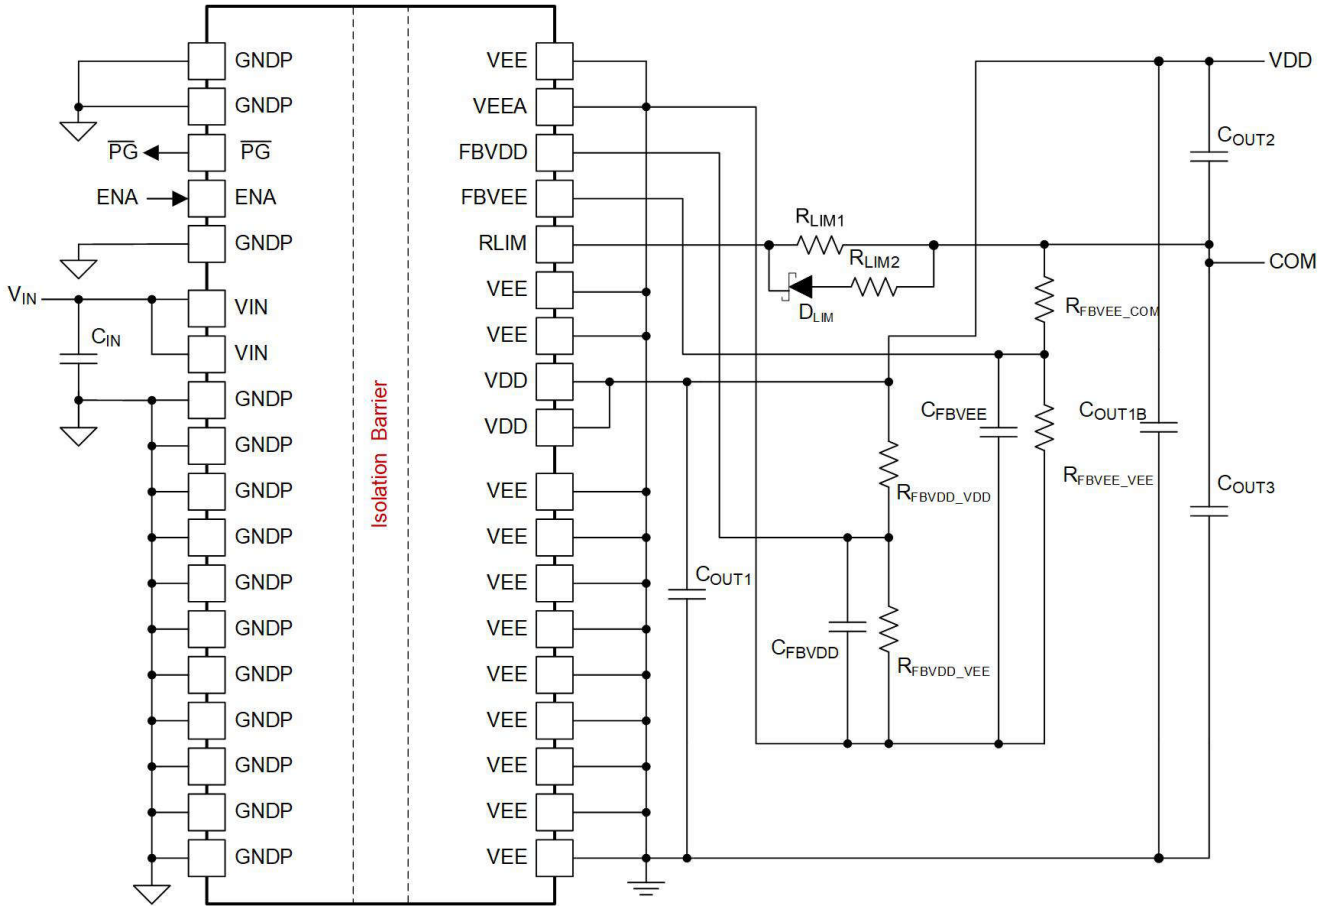 GNDP
VEE
VDD
GNDP
VEEA
COUT2
PG
PG
FBVDD
ENA
ENA
FBVEE
RLIM1
GNDP
RLIM
RLIM2
COM
VIN
VIN
VEE
DLIM
RFBVEE_COM
CIN
VIN
VEE
GNDP
VDD
CFBVEE
COUT1B
GNDP
VDD
Isolation Barrier
RFBVEE_VEE
GNDP
VEE
RFBVDD_VDD
COUT3
GNDP
VEE
GNDP
VEE
COUT1
GNDP
VEE
CFBVDD
RFBVDD_VEE
GNDP
VEE
GNDP
VEE
GNDP
VEE
GNDP
VEE
GNDP
VEE